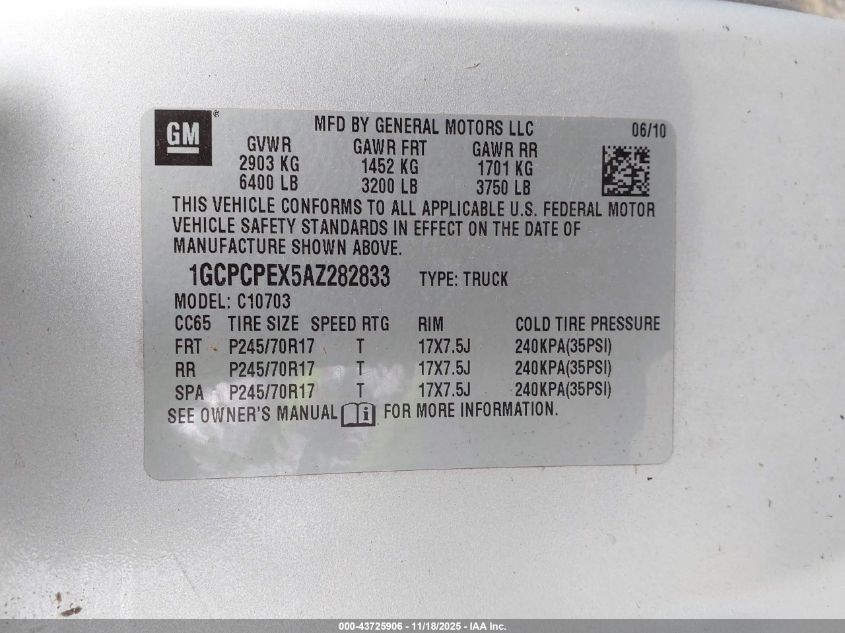 GM ®
MFD BY GENERAL MOTORS LLC 06/10
GVWR GAWR FRT GAWR RR
2903 KG 1452 KG 1701 KG
6400 LB 3200 LB 3750 LB
THIS VEHICLE CONFORMS TO ALL APPLICABLE U.S. FEDERAL MOTOR
VEHICLE SAFETY STANDARDS IN EFFECT ON THE DATE OF
MANUFACTURE SHOWN ABOVE.
1GCPCPEX5AZ282833 TYPE: TRUCK
MODEL: C10703
CC65 TIRE SIZE SPEED RTG RIM COLD TIRE PRESSURE
FRT P245/70R17 T 17X7.5J 240KPA(35PSI)
RR P245/70R17 T 17X7.5J 240KPA(35PSI)
SPA P245/70R17 T 17X7.5J 240KPA(35PSI)
SEE OWNER'S MANUAL i FOR MORE INFORMATION.
000-43725906 - 11/18/2025 - IAA Inc.